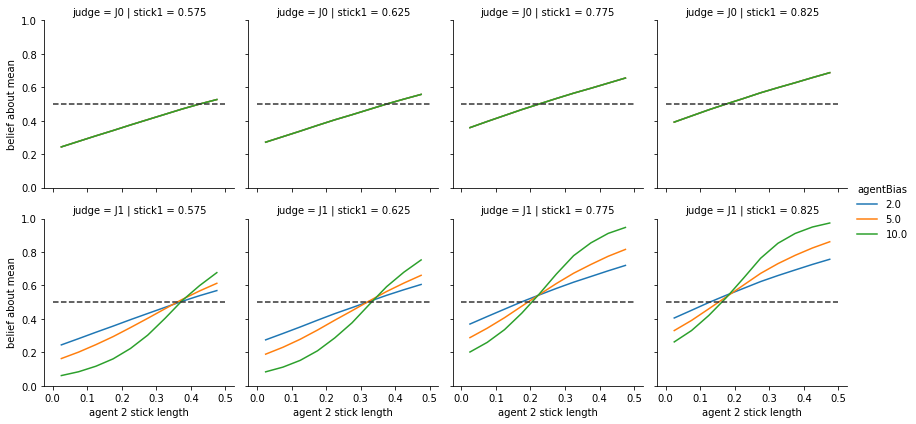 judge = J0 | stick1 = 0.575
judge = J0 | stick1 = 0.625
judge = J0 | stick1 = 0.775
judge = J0 | stick1 = 0.825
1.0
0.8
0.6
0.4
0.2
0.0
belief about mean
judge = J1 | stick1 = 0.575
judge = J1 | stick1 = 0.625
judge = J1 | stick1 = 0.775
judge = J1 | stick1 = 0.825
1.0
0.8
0.6
0.4
0.2
0.0
belief about mean
0.0 0.1 0.2 0.3 0.4 0.5
0.0 0.1 0.2 0.3 0.4 0.5
0.0 0.1 0.2 0.3 0.4 0.5
0.0 0.1 0.2 0.3 0.4 0.5
agent 2 stick length
agent 2 stick length
agent 2 stick length
agent 2 stick length
agentBias
2.0
5.0
10.0